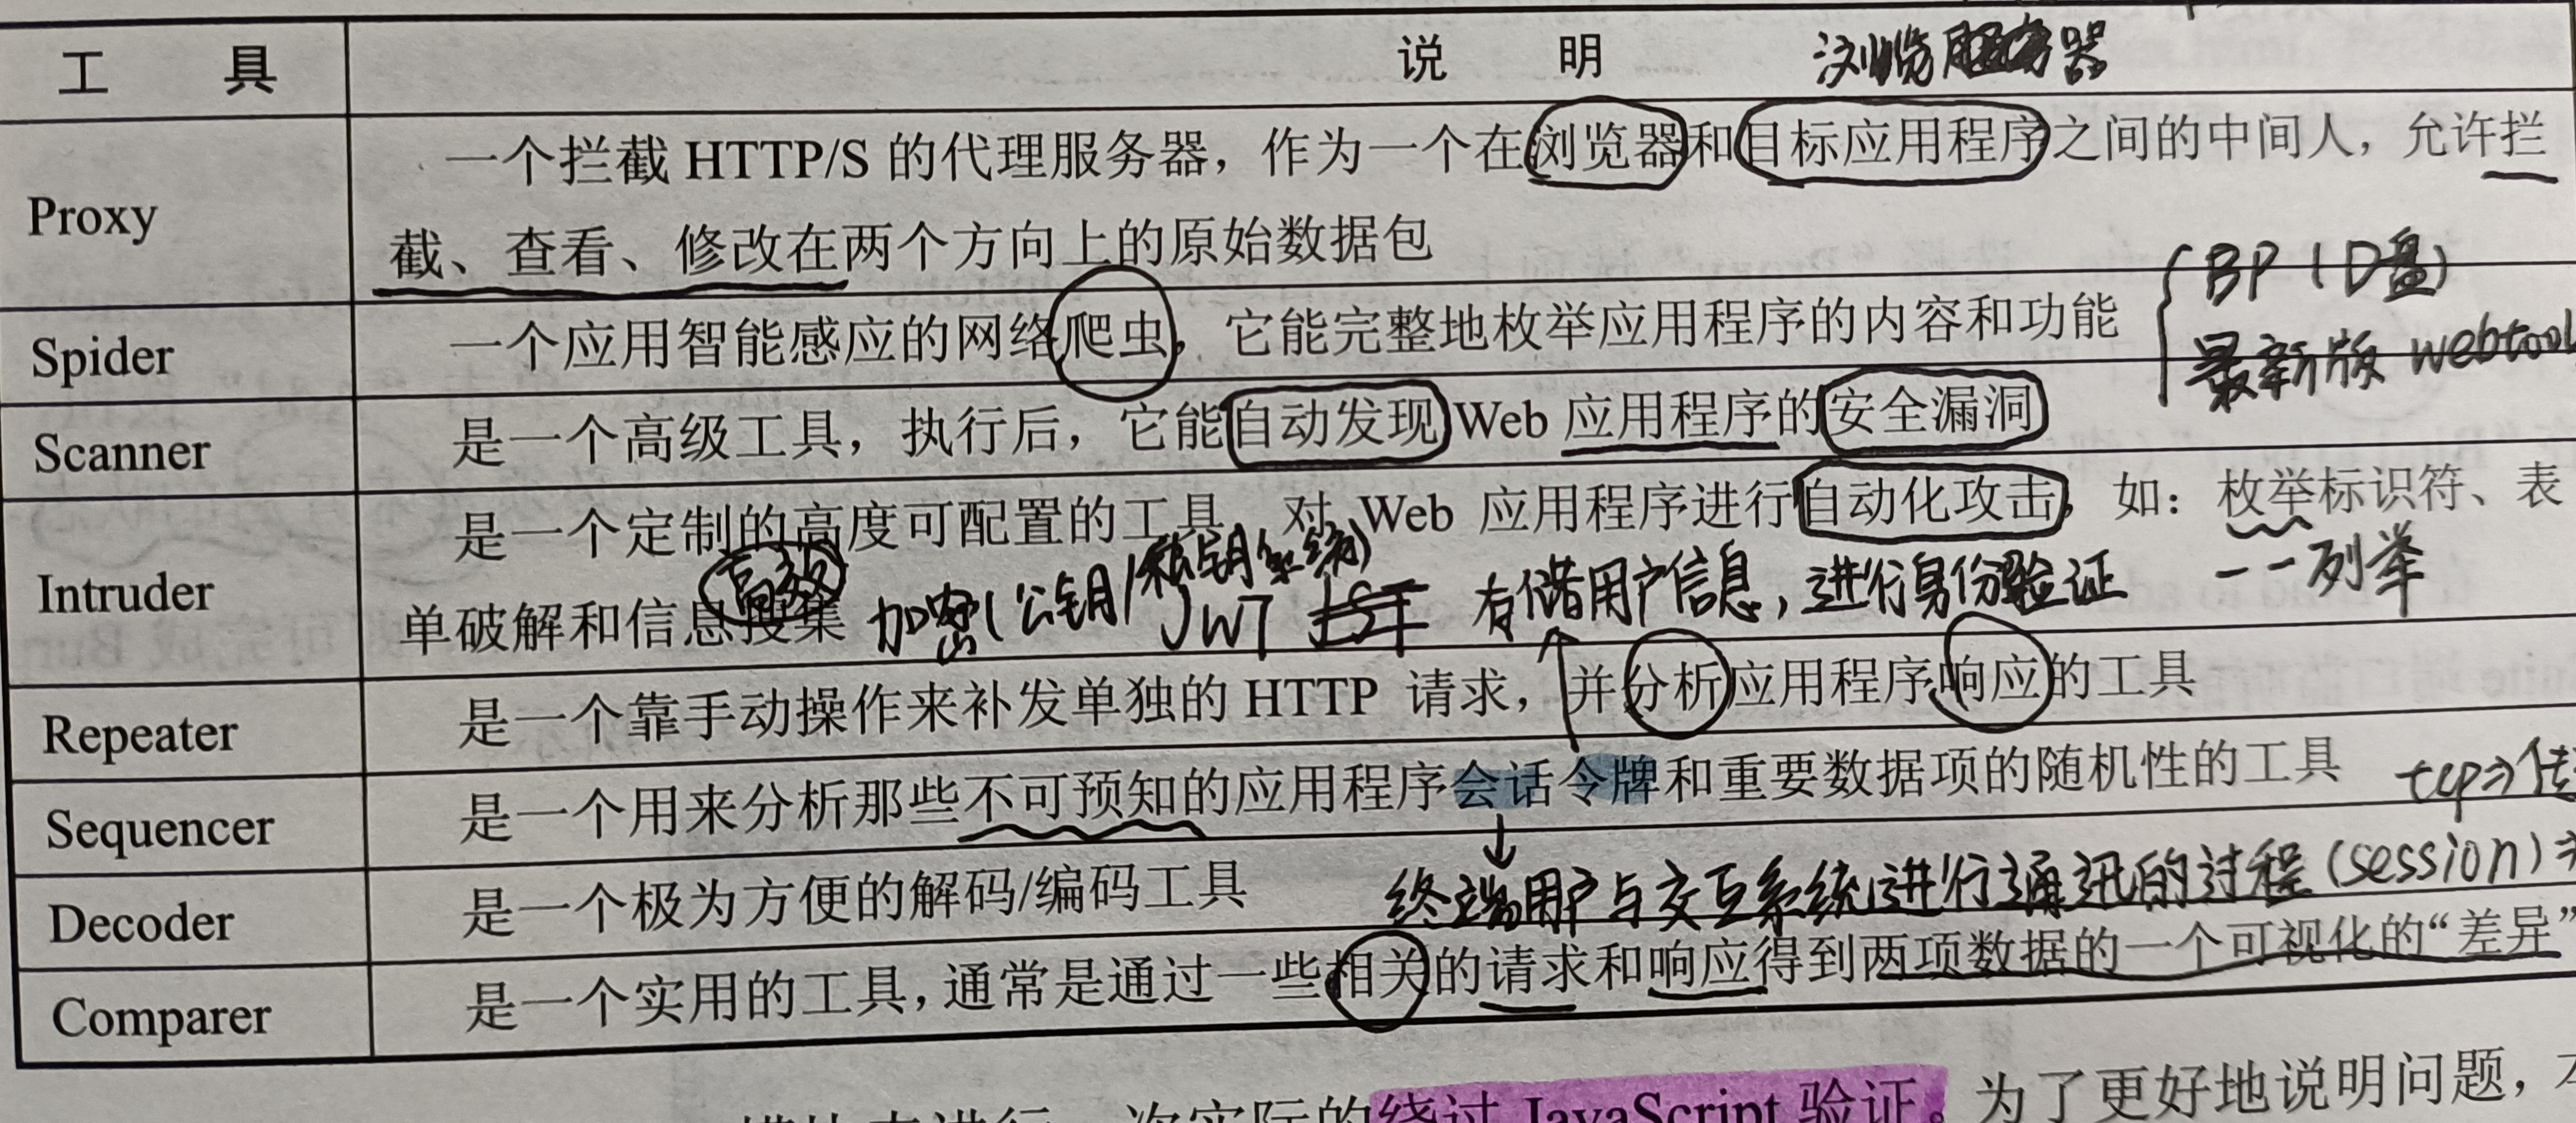 工 具 说 明 浏览服务器
Proxy 一个拦截 HTTP/S 的代理服务器，作为一个在浏览器和目标应用程序之间的中间人，允许拦
截、查看、修改在两个方向上的原始数据包
BP（D盘）
Spider 一个应用智能感应的网络爬虫，它能完整地枚举应用程序的内容和功能
最新版 webtool
Scanner 是一个高级工具，执行后，它能自动发现 Web 应用程序的安全漏洞
Intruder 是一个定制的高度可配置的工具，对 Web 应用程序进行自动化攻击，如：枚举标识符、表
一一列举
高效
单破解和信息搜集 加密（公钥/私钥 JWT 存储用户信息，进行身份验证
Repeater 是一个靠手动操作来补发单独的 HTTP 请求，并分析应用程序响应的工具
Sequencer 是一个用来分析那些不可预知的应用程序会话令牌和重要数据项的随机性的工具
tcp⇒传
Decoder 是一个极为方便的解码/编码工具
终端用户与交互系统进行通讯的过程(session)
Comparer 是一个实用的工具，通常是通过一些相关的请求和响应得到两项数据的一个可视化的“差异”
次实际的绕过 JavaScript 验证。为了更好地说明问题，